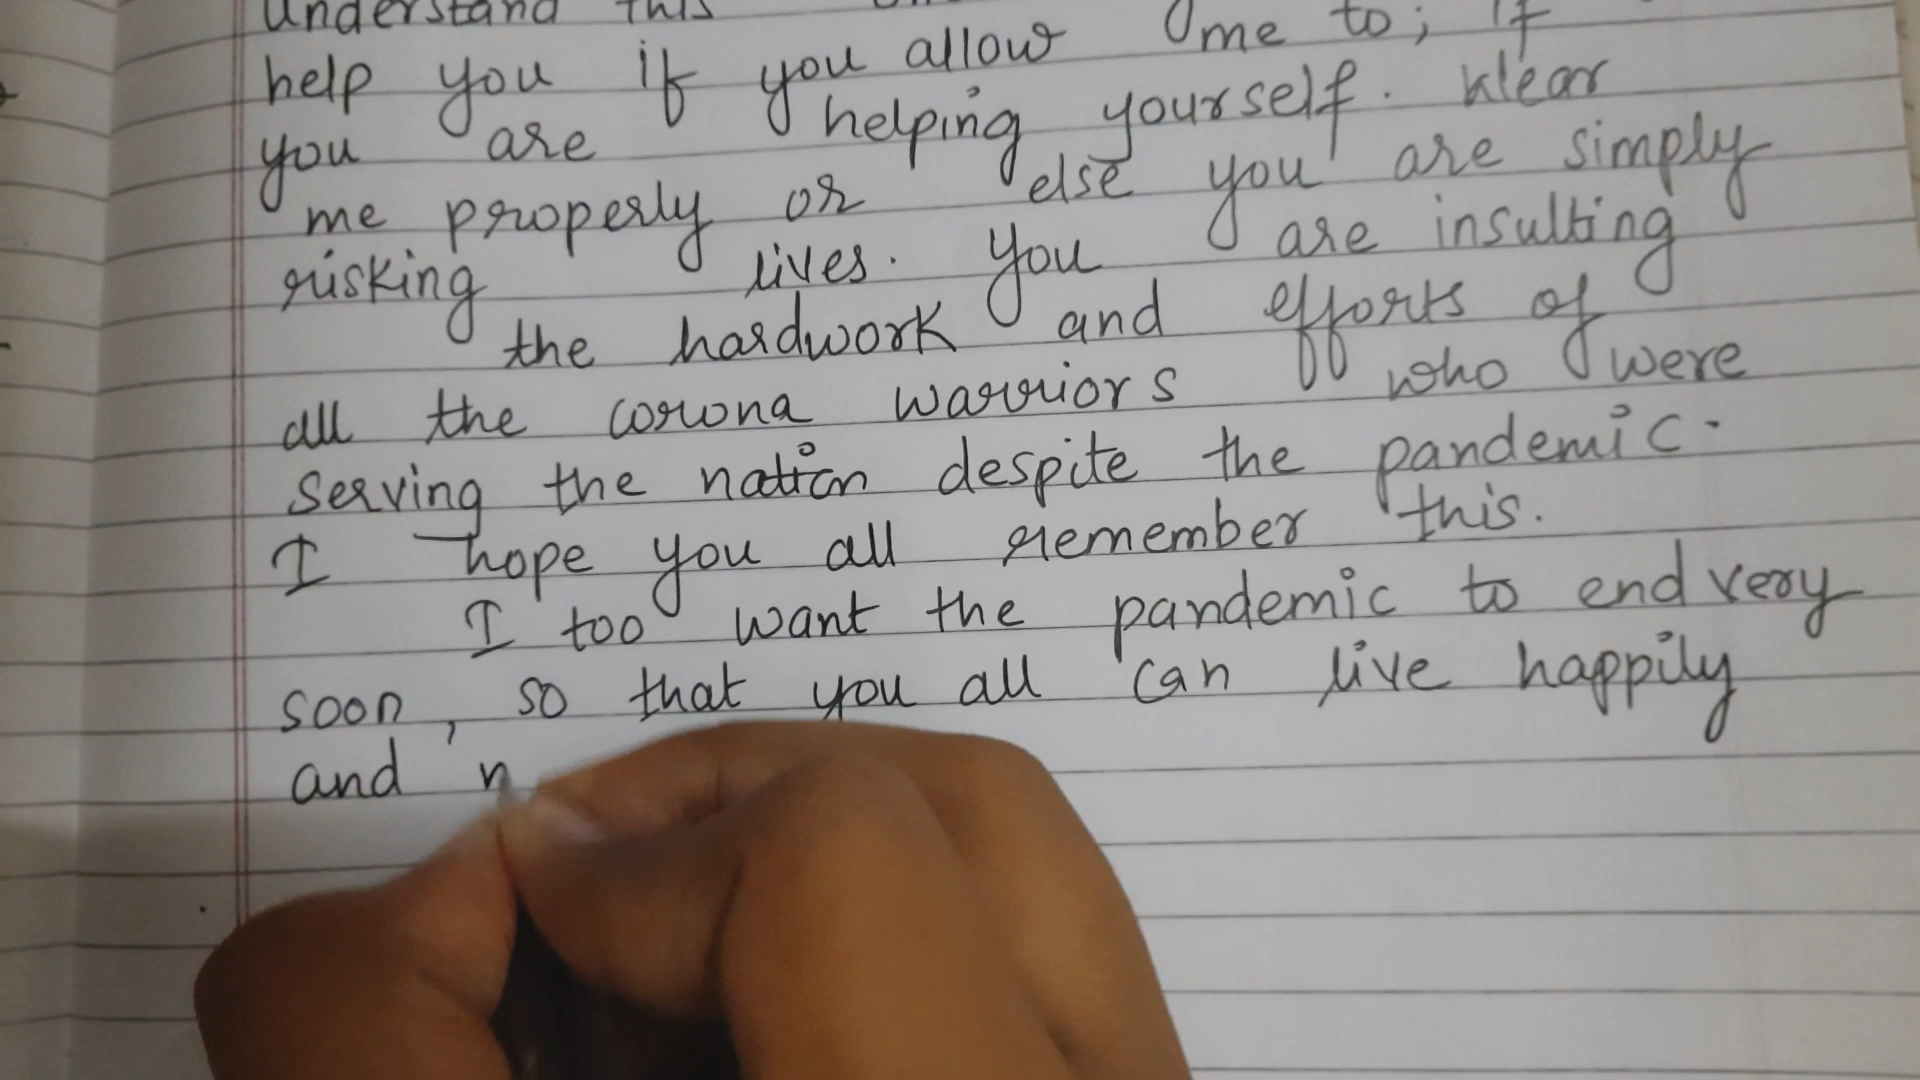 understand this
help you if you allow me to; if
you are helping yourself. Wear
me properly or else you are simply
risking lives. You are insulting
the hardwork and efforts of
all the corona warriors who were
serving the nation despite the pandemic.
I hope you all remember this.
I too want the pandemic to end very
soon, so that you all can live happily
and n